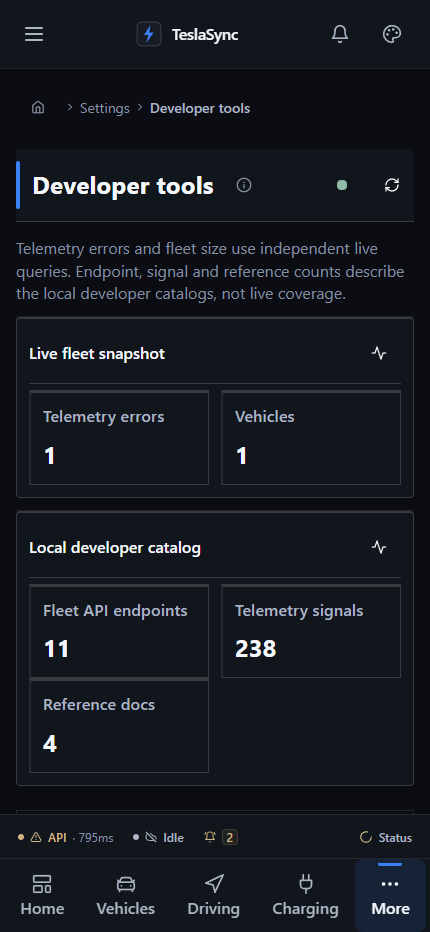 TeslaSync
Settings > Developer tools
Developer tools
Telemetry errors and fleet size use independent live
queries. Endpoint, signal and reference counts describe
the local developer catalogs, not live coverage.
Live fleet snapshot
Telemetry errors
1
Vehicles
1
Local developer catalog
Fleet API endpoints
11
Telemetry signals
238
Reference docs
4
API · 795ms Idle 2 Status
Home Vehicles Driving Charging More